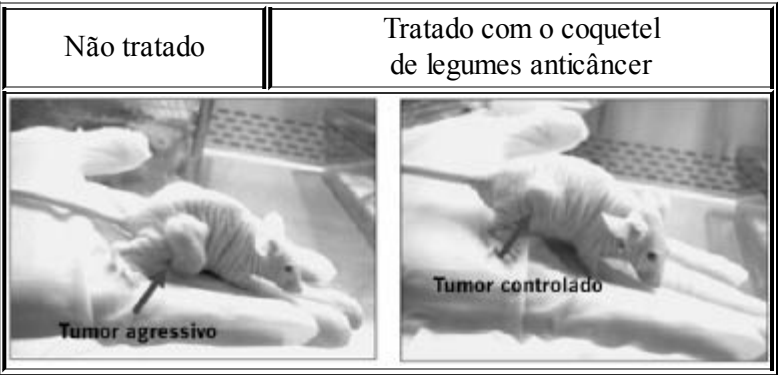 Não tratado
Tratado com o coquetel
de legumes anticâncer
Tumor agressivo
Tumor controlado